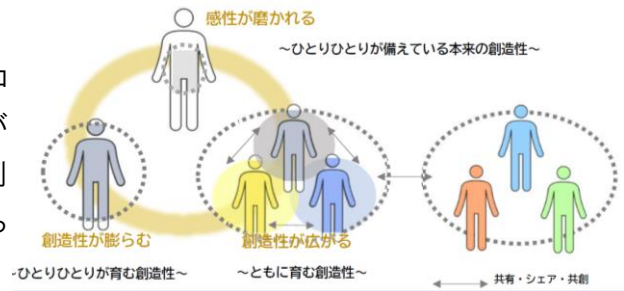 感性が磨かれる
～ひとりひとりが備えている本来の創造性～
が
創造性が膨らむ
創造性が広がる
～ひとりひとりが育む創造性～
～ともに育む創造性～
共有・シェア・共創